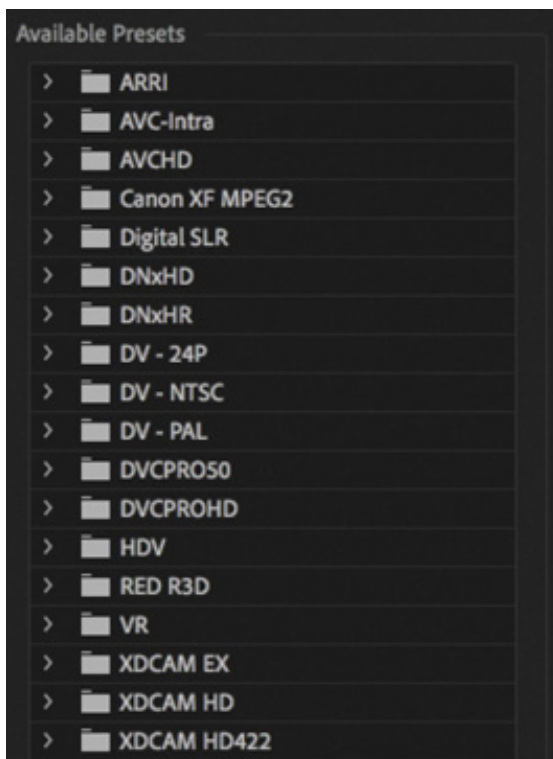 Available Presets
ARRI
AVC-Intra
AVCHD
Canon XF MPEG2
Digital SLR
DNxHD
DNxHR
DV - 24P
DV - NTSC
DV - PAL
DVCPRO50
DVCPROHD
HDV
RED R3D
VR
XDCAM EX
XDCAM HD
XDCAM HD422